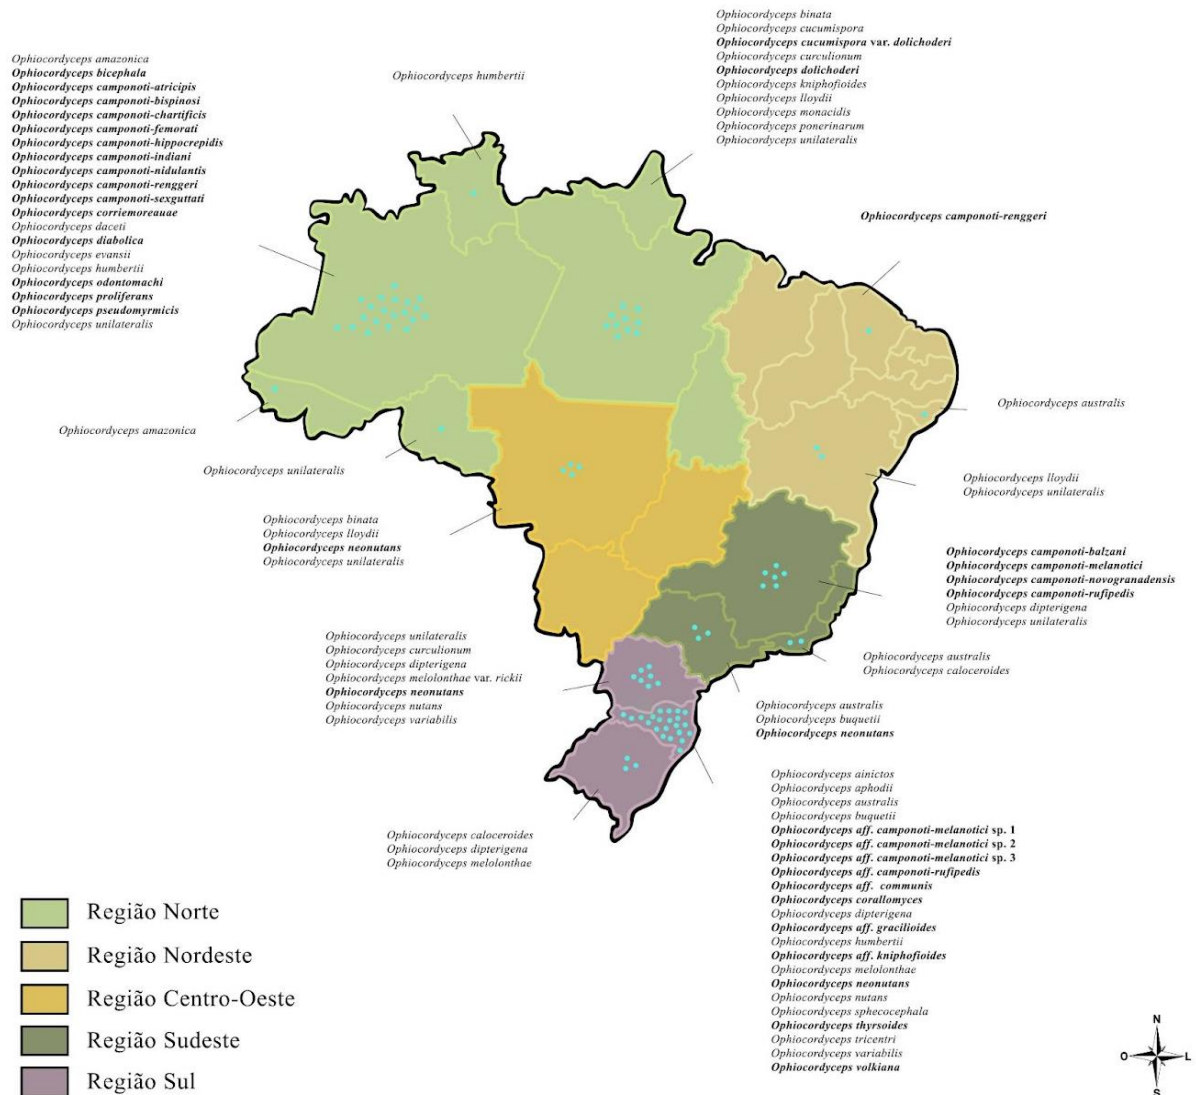 Ophiocordyceps binata
Ophiocordyceps cucumispora
Ophiocordyceps cucumispora var. dolichoderi
Ophiocordyceps curculionum
Ophiocordyceps dolichoderi
Ophiocordyceps kniphofioides
Ophiocordyceps lloydii
Ophiocordyceps monacidis
Ophiocordyceps ponerinarum
Ophiocordyceps unilateralis
Ophiocordyceps amazonica
Ophiocordyceps bicephala
Ophiocordyceps camponoti-atricipis
Ophiocordyceps camponoti-bispinosi
Ophiocordyceps camponoti-chartificis
Ophiocordyceps camponoti-femorati
Ophiocordyceps camponoti-hippocrepidis
Ophiocordyceps camponoti-indiani
Ophiocordyceps camponoti-nidulantis
Ophiocordyceps camponoti-renggeri
Ophiocordyceps camponoti-sexguttati
Ophiocordyceps corriemoreauae
Ophiocordyceps daceti
Ophiocordyceps diabolica
Ophiocordyceps evansii
Ophiocordyceps humbertii
Ophiocordyceps odontomachi
Ophiocordyceps proliferans
Ophiocordyceps pseudomyrmicis
Ophiocordyceps unilateralis
Ophiocordyceps humbertii
Ophiocordyceps camponoti-renggeri
Ophiocordyceps australis
Ophiocordyceps amazonica
Ophiocordyceps unilateralis
Ophiocordyceps lloydii
Ophiocordyceps unilateralis
Ophiocordyceps binata
Ophiocordyceps lloydii
Ophiocordyceps neonutans
Ophiocordyceps unilateralis
Ophiocordyceps camponoti-balzani
Ophiocordyceps camponoti-melanotici
Ophiocordyceps camponoti-novogranadensis
Ophiocordyceps camponoti-rufipedis
Ophiocordyceps dipterigena
Ophiocordyceps unilateralis
Ophiocordyceps unilateralis
Ophiocordyceps curculionum
Ophiocordyceps dipterigena
Ophiocordyceps melolonthae var. rickii
Ophiocordyceps neonutans
Ophiocordyceps nutans
Ophiocordyceps variabilis
Ophiocordyceps australis
Ophiocordyceps caloceroides
Ophiocordyceps australis
Ophiocordyceps buquetii
Ophiocordyceps neonutans
Ophiocordyceps caloceroides
Ophiocordyceps dipterigena
Ophiocordyceps melolonthae
Ophiocordyceps ainictos
Ophiocordyceps aphodii
Ophiocordyceps australis
Ophiocordyceps buquetii
Ophiocordyceps aff. camponoti-melanotici sp. 1
Ophiocordyceps aff. camponoti-melanotici sp. 2
Ophiocordyceps aff. camponoti-melanotici sp. 3
Ophiocordyceps aff. camponoti-rufipedis
Ophiocordyceps aff. communis
Ophiocordyceps corallomyces
Ophiocordyceps dipterigena
Ophiocordyceps aff. gracilioides
Ophiocordyceps humbertii
Ophiocordyceps aff. kniphofioides
Ophiocordyceps melolonthae
Ophiocordyceps neonutans
Ophiocordyceps nutans
Ophiocordyceps sphecocephala
Ophiocordyceps thyrsoides
Ophiocordyceps tricentri
Ophiocordyceps variabilis
Ophiocordyceps volkiana
Região Norte
Região Nordeste
Região Centro-Oeste
Região Sudeste
Região Sul
N
O L
S